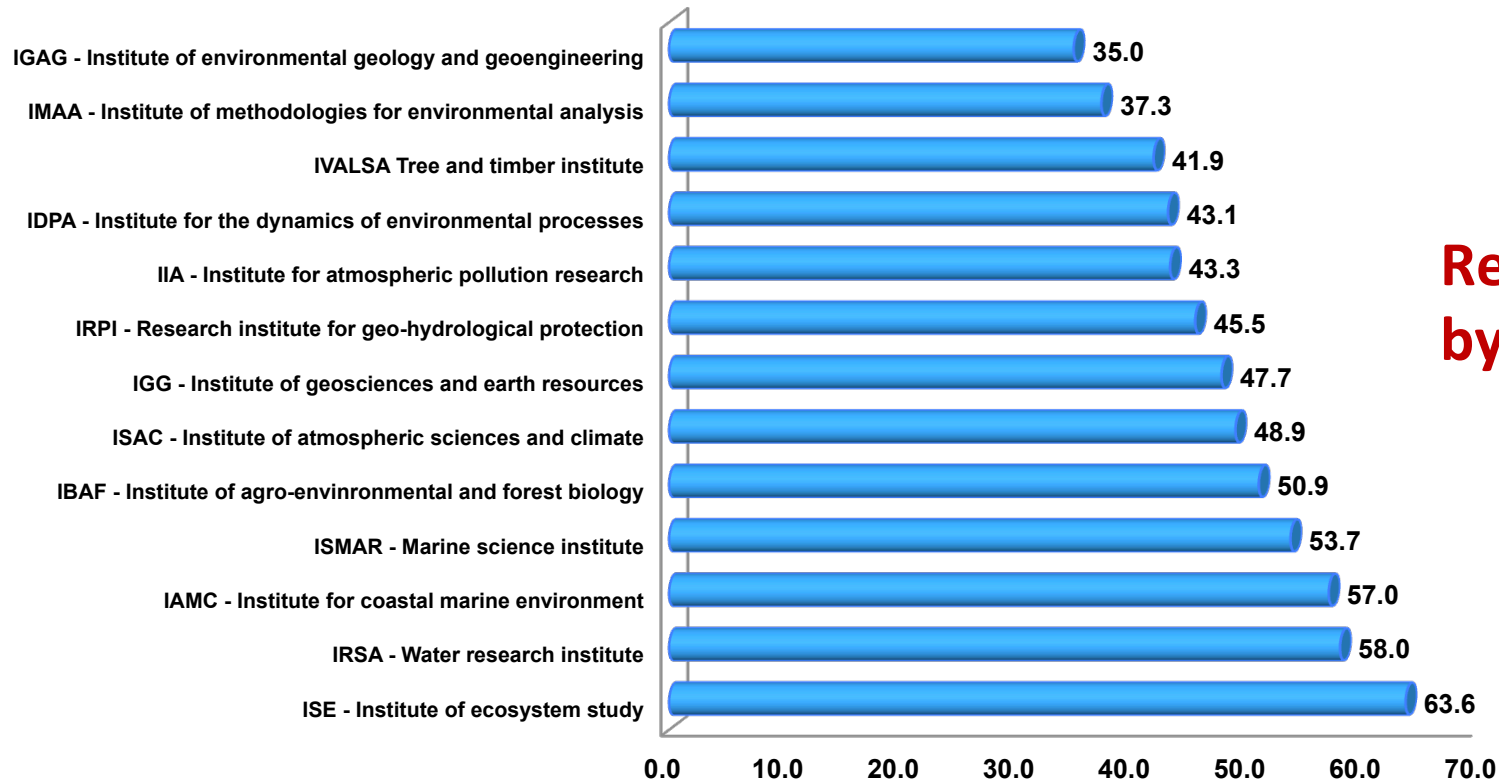 IGAG - Institute of environmental geology and geoengineering 35.0
IMAA - Institute of methodologies for environmental analysis 37.3
IVALSA Tree and timber institute 41.9
IDPA - Institute for the dynamics of environmental processes 43.1
IIA - Institute for atmospheric pollution research 43.3
Re
IRPI - Research institute for geo-hydrological protection 45.5
by
IGG - Institute of geosciences and earth resources 47.7
ISAC - Institute of atmospheric sciences and climate 48.9
IBAF - Institute of agro-envinronmental and forest biology 50.9
ISMAR - Marine science institute 53.7
IAMC - Institute for coastal marine environment 57.0
IRSA - Water research institute 58.0
ISE - Institute of ecosystem study 63.6
0.0 10.0 20.0 30.0 40.0 50.0 60.0 70.0